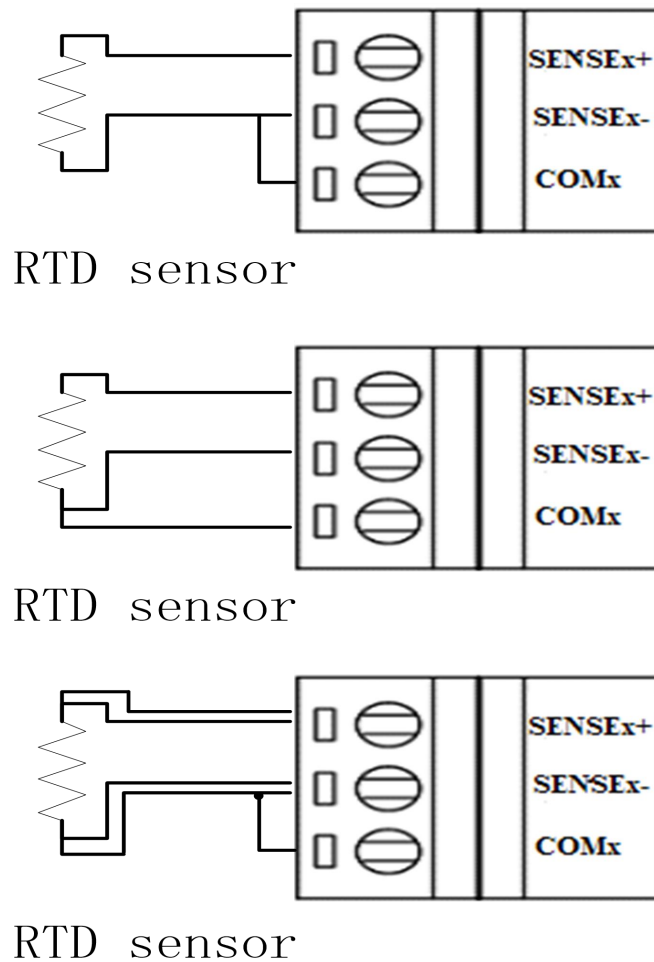 SENSEx+
SENSEx-
COMx
RTD sensor
SENSEx+
SENSEx-
COMx
RTD sensor
SENSEx+
SENSEx-
COMx
RTD sensor